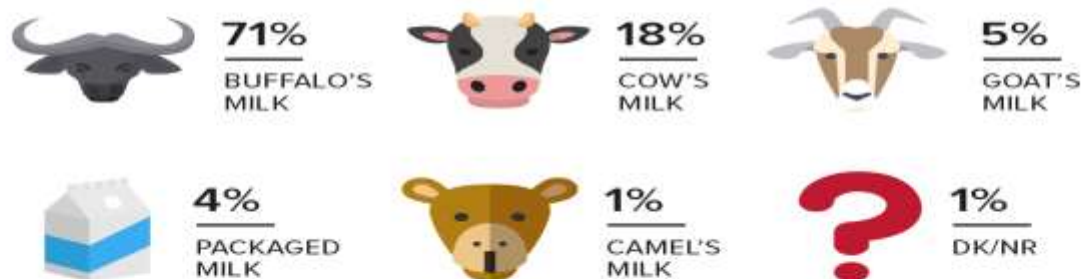 71%
BUFFALO'S
MILK
18%
COW'S
MILK
5%
GOAT'S
MILK
4%
PACKAGED
MILK
1%
CAMEL'S
MILK
1%
DK/NR